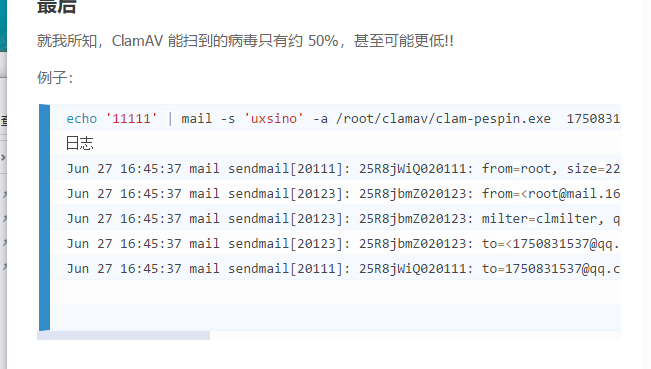 最后
就我所知，ClamAV 能扫到的病毒只有约 50%，甚至可能更低!!
例子：
echo '11111' | mail -s 'uxsino' -a /root/clamav/clam-pespin.exe 1750831
日志
Jun 27 16:45:37 mail sendmail[20111]: 25R8jWiQ020111: from=root, size=22
Jun 27 16:45:37 mail sendmail[20123]: 25R8jbmZ020123: from=<root@mail.16
Jun 27 16:45:37 mail sendmail[20123]: 25R8jbmZ020123: milter=clmilter, q
Jun 27 16:45:37 mail sendmail[20123]: 25R8jbmZ020123: to=<1750831537@qq.
Jun 27 16:45:37 mail sendmail[20111]: 25R8jWiQ020111: to=1750831537@qq.c